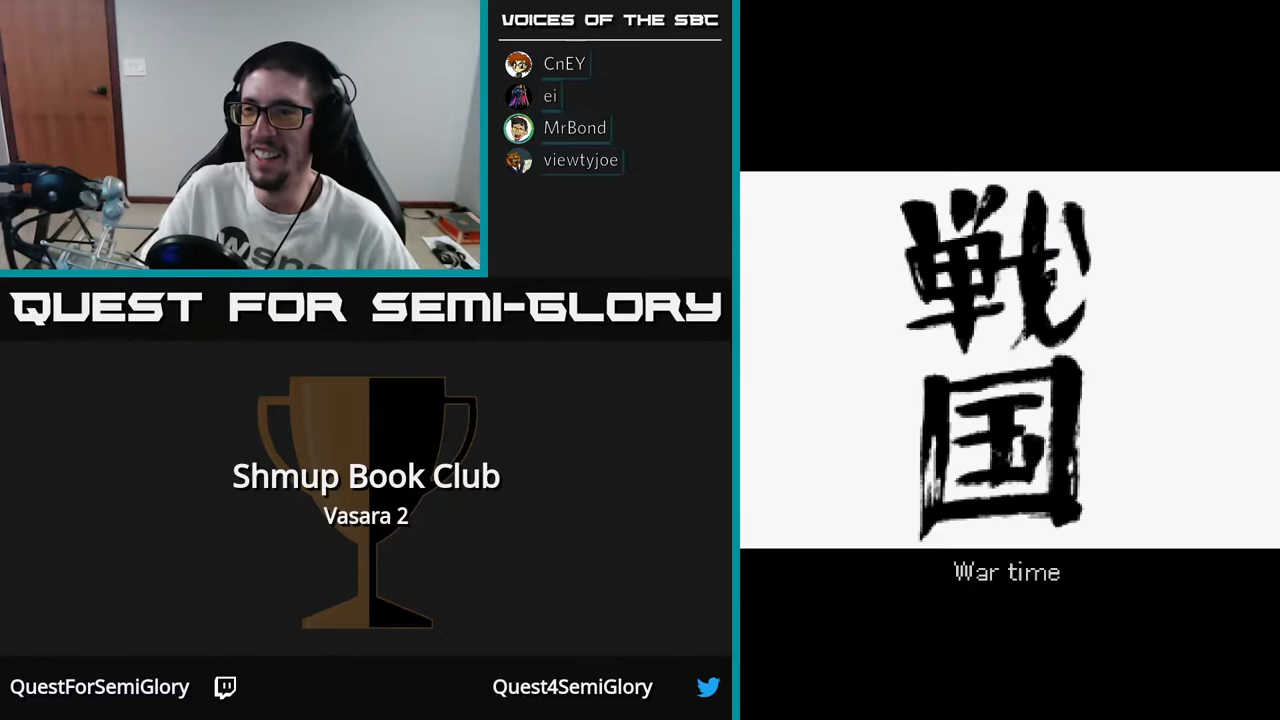 VOICES OF THE SBC
CnEY
ei
MrBond
viewtyjoe
QUEST FOR SEMI-GLORY
Shmup Book Club
Vasara 2
QuestForSemiGlory
Quest4SemiGlory
戦
国
War time